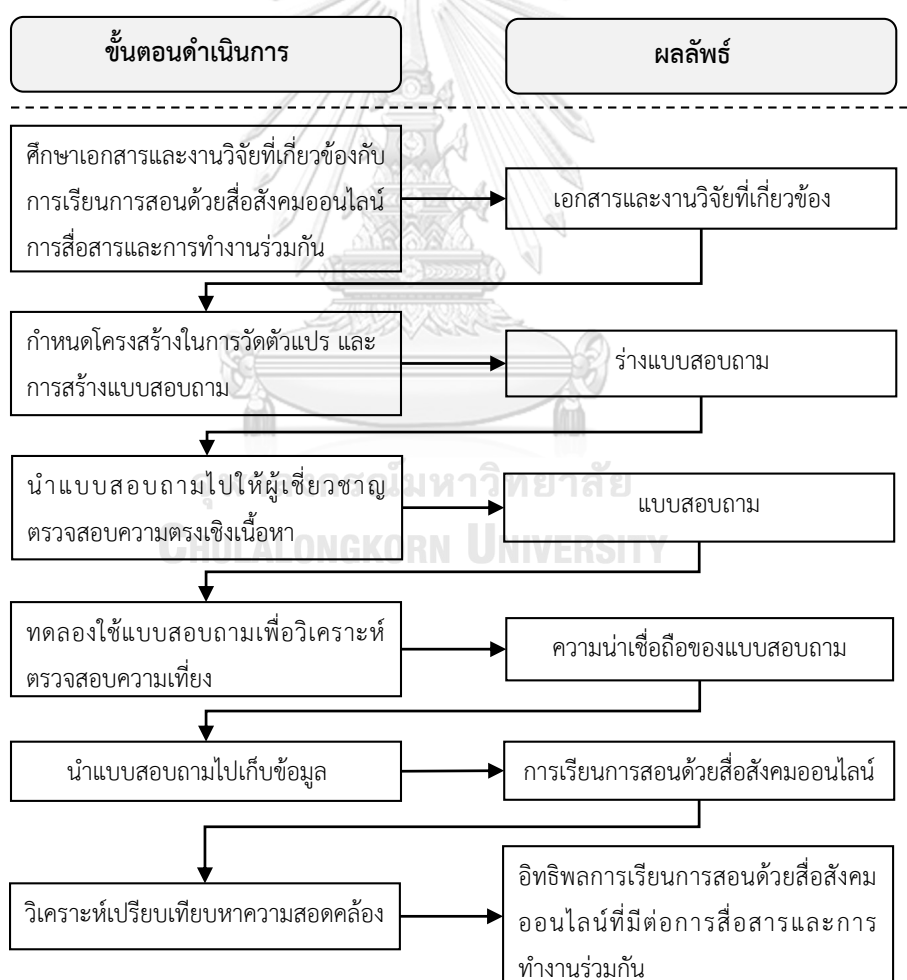 ขั้นตอนดำเนินการ
ผลลัพธ์
ศึกษาเอกสารและงานวิจัยที่เกี่ยวข้องกับ
การเรียนการสอนด้วยสื่อสังคมออนไลน์
การสื่อสารและการทำงานร่วมกัน
เอกสารและงานวิจัยที่เกี่ยวข้อง
กำหนดโครงสร้างในการวัดตัวแปร และ
การสร้างแบบสอบถาม
ร่างแบบสอบถาม
นำแบบสอบถามไปให้ผู้เชี่ยวชาญ
ตรวจสอบความตรงเชิงเนื้อหา
แบบสอบถาม
จุฬาลงกรณ์มหาวิทยาลัย
CHULALONGKORN UNIVERSITY
ทดลองใช้แบบสอบถามเพื่อวิเคราะห์
ตรวจสอบความเที่ยง
ความน่าเชื่อถือของแบบสอบถาม
นำแบบสอบถามไปเก็บข้อมูล
การเรียนการสอนด้วยสื่อสังคมออนไลน์
วิเคราะห์เปรียบเทียบหาความสอดคล้อง
อิทธิพลการเรียนการสอนด้วยสื่อสังคม
ออนไลน์ที่มีต่อการสื่อสารและการ
ทำงานร่วมกัน